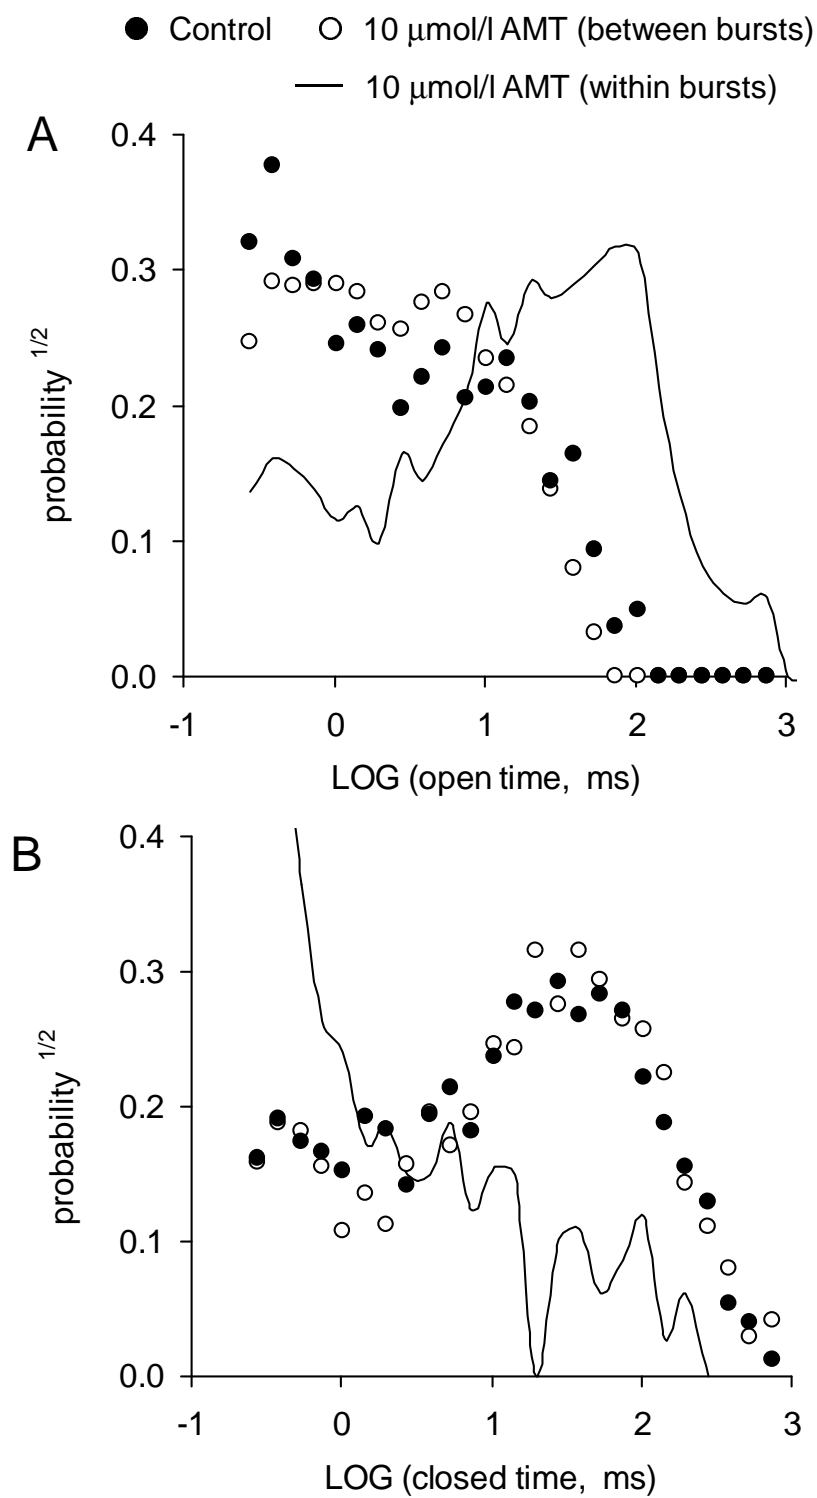 Control 10 μmol/l AMT (between bursts)
10 μmol/l AMT (within bursts)
A
0.4
0.3
0.2
0.1
0.0
probability 1/2
-1 0 1 2 3
LOG (open time, ms)
B
0.4
0.3
0.2
0.1
0.0
probability 1/2
-1 0 1 2 3
LOG (closed time, ms)